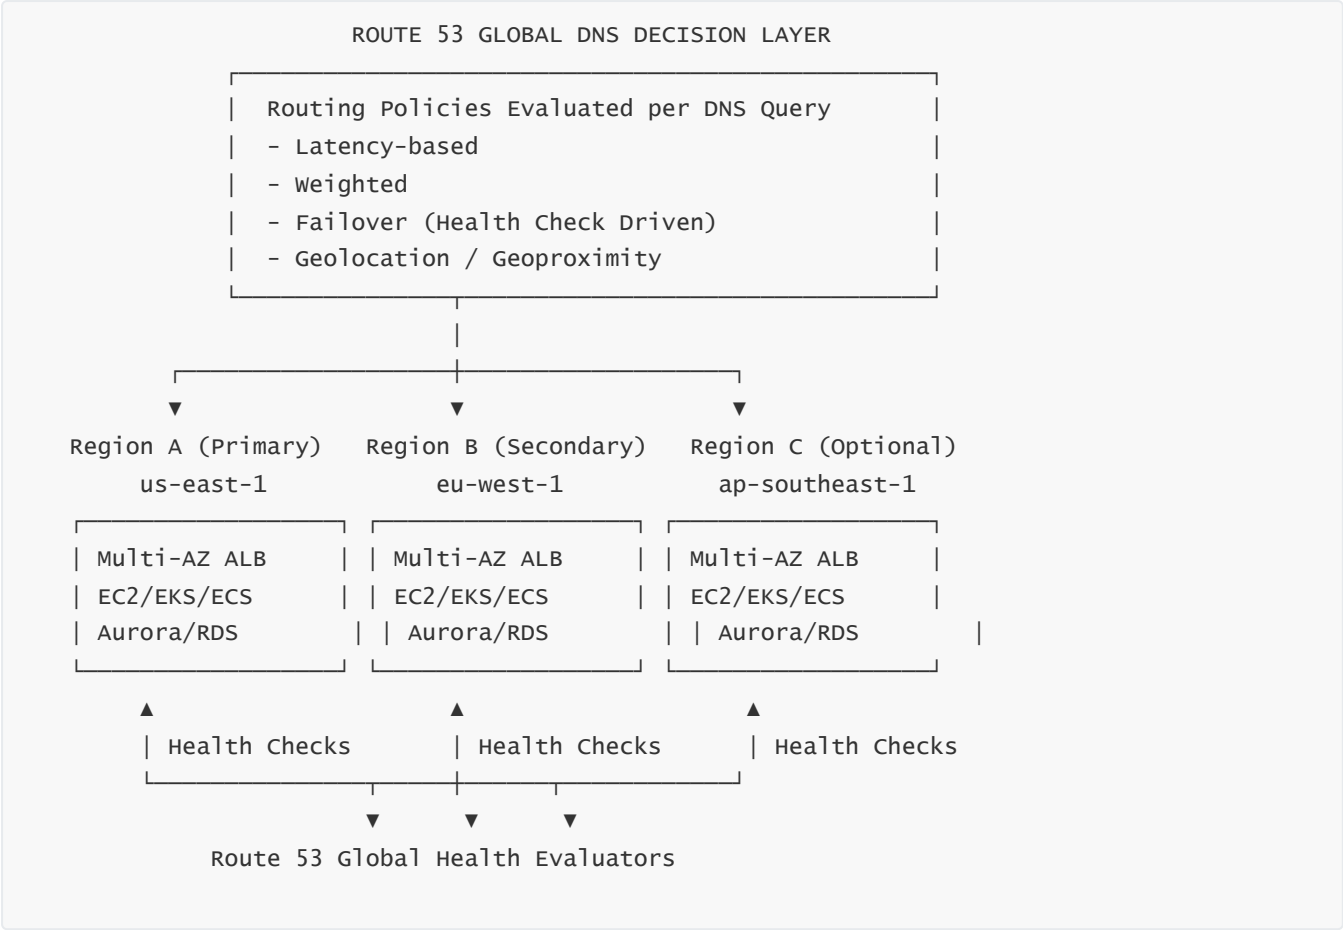 ROUTE 53 GLOBAL DNS DECISION LAYER
Routing Policies Evaluated per DNS Query
- Latency-based
- Weighted
- Failover (Health Check Driven)
- Geolocation / Geoproximity
Region A (Primary) Region B (Secondary) Region C (Optional)
us-east-1 eu-west-1 ap-southeast-1
Multi-AZ ALB Multi-AZ ALB Multi-AZ ALB
EC2/EKS/ECS EC2/EKS/ECS EC2/EKS/ECS
Aurora/RDS Aurora/RDS Aurora/RDS
Health Checks Health Checks Health Checks
Route 53 Global Health Evaluators